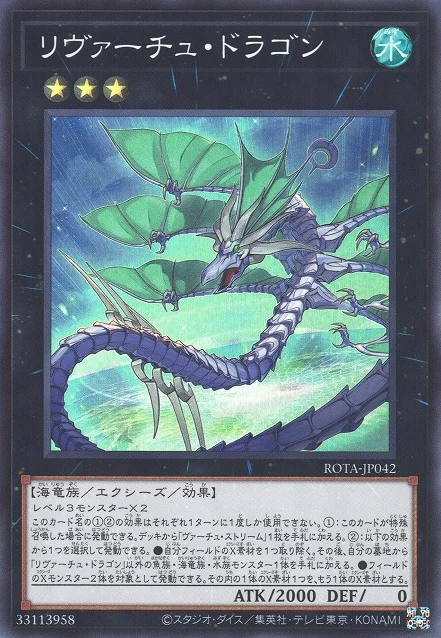 リヴァーチュ・ドラゴン
水
ROTA-JP042
【海竜族／エクシーズ／効果】
レベル３モンスター×２
このカード名の①②の効果はそれぞれ１ターンに１度しか使用できない。①：このカードが特殊
召喚した場合に発動できる。デッキから「ヴァーチュ・ストリーム」１枚を手札に加える。②：以下の効果
から１つを選択して発動できる。●自分フィールドのX素材を１つ取り除く。その後、自分の墓地から
「リヴァーチュ・ドラゴン」以外の魚族・海竜族・水族モンスター１体を手札に加える。●フィールド
のXモンスター２体を対象として発動できる。その内の１体のX素材１つを、もう１体のX素材とする。
ATK/2000 DEF/ 0
33113958
©スタジオ・ダイス／集英社・テレビ東京・KONAMI